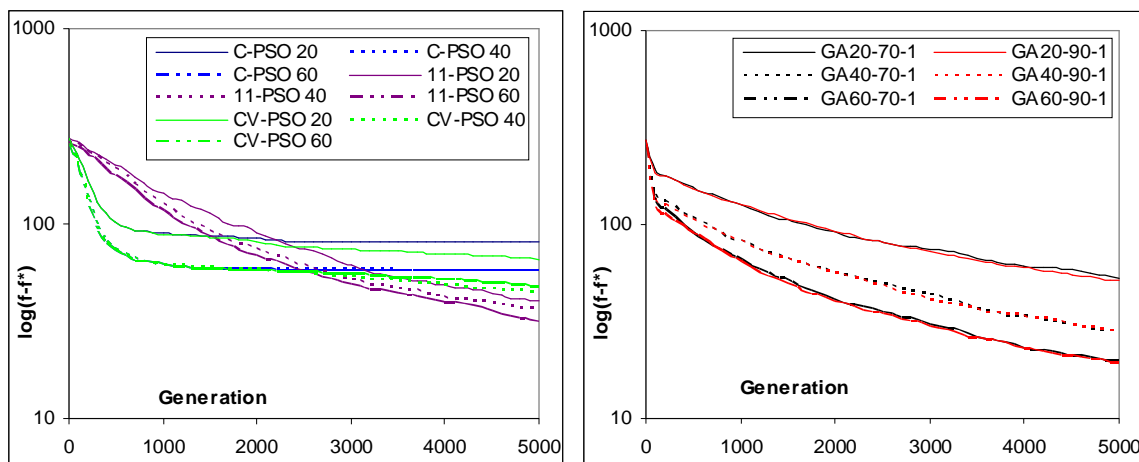 1000
100
10
log(f-f*)
C-PSO 20 C-PSO 40
C-PSO 60 11-PSO 20
11-PSO 40 11-PSO 60
CV-PSO 20 CV-PSO 40
CV-PSO 60
Generation
0 1000 2000 3000 4000 5000
1000
100
10
log(f-f*)
GA20-70-1 GA20-90-1
GA40-70-1 GA40-90-1
GA60-70-1 GA60-90-1
Generation
0 1000 2000 3000 4000 5000